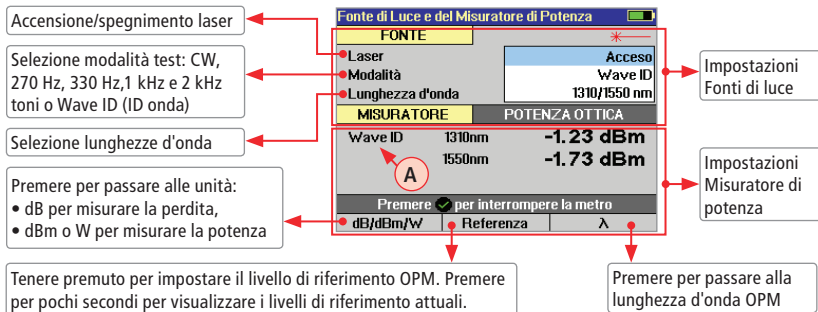 Accensione/spegnimento laser
Selezione modalità test: CW,
270 Hz, 330 Hz,1 kHz e 2 kHz
toni o Wave ID (ID onda)
Selezione lunghezze d'onda
Premere per passare alle unità:
• dB per misurare la perdita,
• dBm o W per misurare la potenza
Fonte di Luce e del Misuratore di Potenza
FONTE
Laser Acceso
Modalità Wave ID
Lunghezza d'onda 1310/1550 nm
MISURATORE POTENZA OTTICA
Wave ID 1310nm -1.23 dBm
1550nm -1.73 dBm
A
Premere per interrompere la metro
dB/dBm/W Referenza λ
Impostazioni
Fonti di luce
Impostazioni
Misuratore di
potenza
Tenere premuto per impostare il livello di riferimento OPM. Premere
per pochi secondi per visualizzare i livelli di riferimento attuali.
Premere per passare alla
lunghezza d'onda OPM